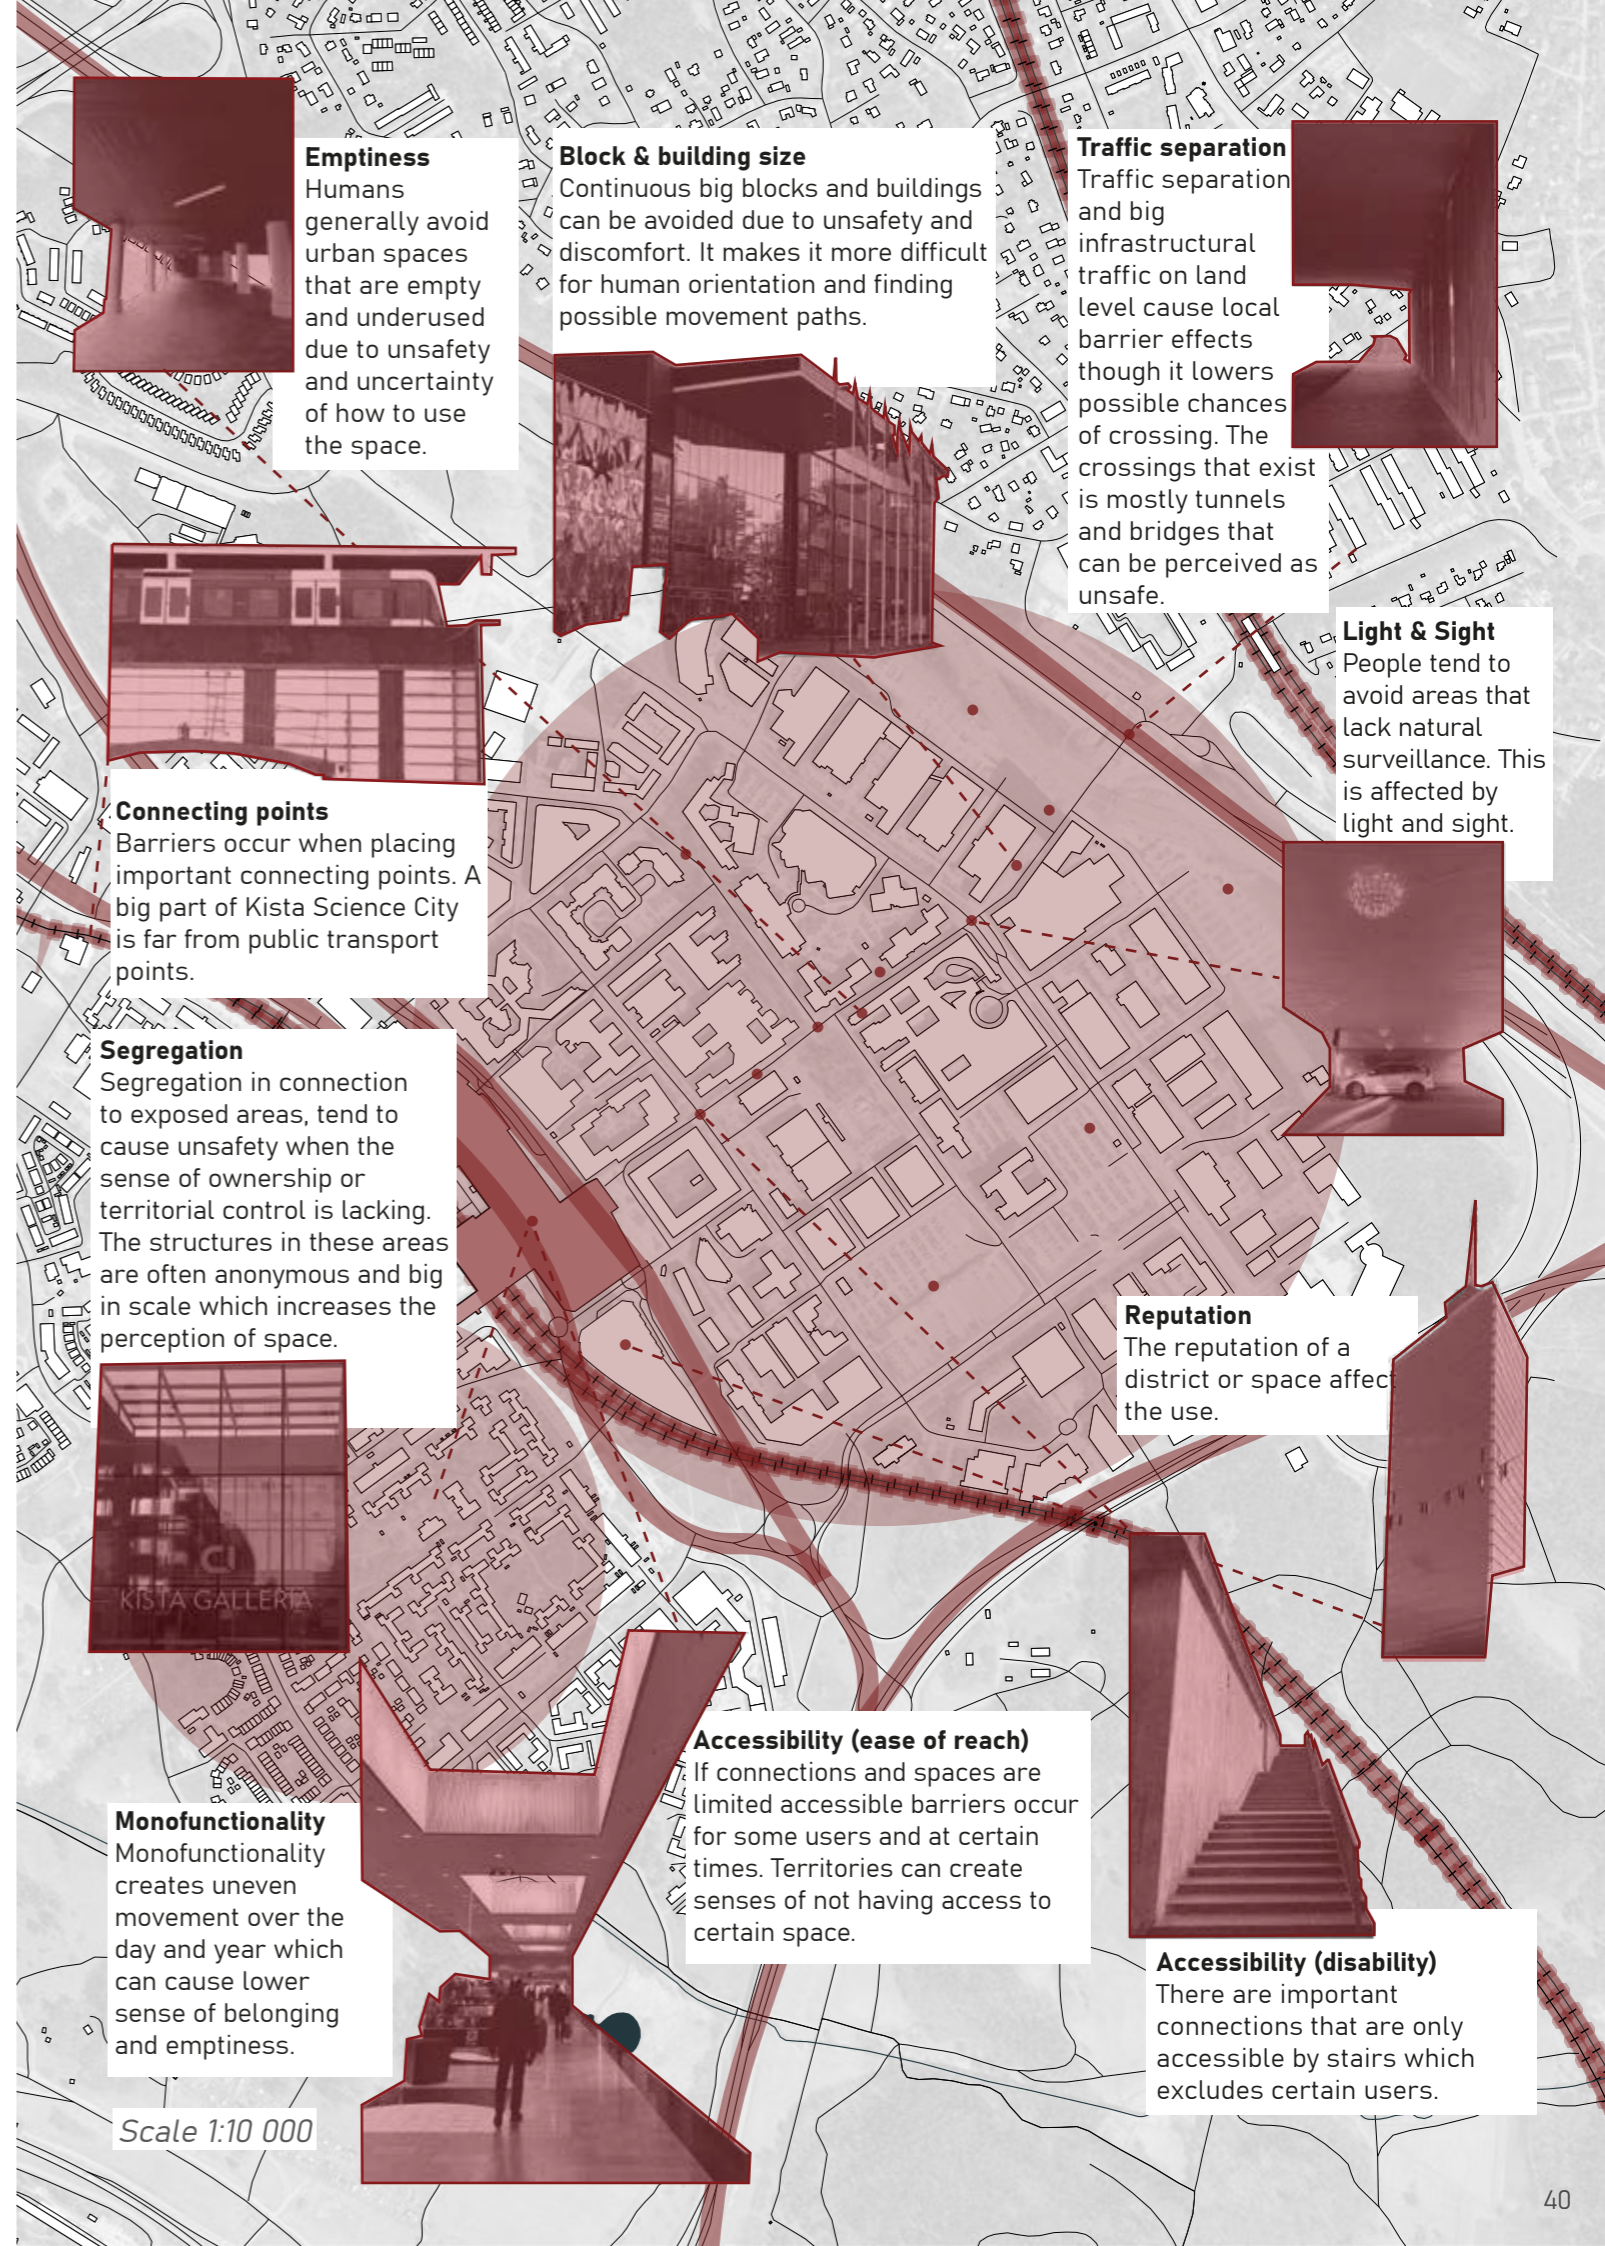 Emptiness
Humans
generally avoid
urban spaces
that are empty
and underused
due to unsafety
and uncertainty
of how to use
the space.
Block & building size
Continuous big blocks and buildings
can be avoided due to unsafety and
discomfort. It makes it more difficult
for human orientation and finding
possible movement paths.
Traffic separation
Traffic separation
and big
infrastructural
traffic on land
level cause local
barrier effects
though it lowers
possible chances
of crossing. The
crossings that exist
is mostly tunnels
and bridges that
can be perceived as
unsafe.
Light & Sight
People tend to
avoid areas that
lack natural
surveillance. This
is affected by
light and sight.
Connecting points
Barriers occur when placing
important connecting points. A
big part of Kista Science City
is far from public transport
points.
Segregation
Segregation in connection
to exposed areas, tend to
cause unsafety when the
sense of ownership or
territorial control is lacking.
The structures in these areas
are often anonymous and big
in scale which increases the
perception of space.
KISTA GALLERIA
Reputation
The reputation of a
district or space affect
the use.
Monofunctionality
Monofunctionality
creates uneven
movement over the
day and year which
can cause lower
sense of belonging
and emptiness.
Accessibility (ease of reach)
If connections and spaces are
limited accessible barriers occur
for some users and at certain
times. Territories can create
senses of not having access to
certain space.
Accessibility (disability)
There are important
connections that are only
accessible by stairs which
excludes certain users.
Scale 1:10 000
40